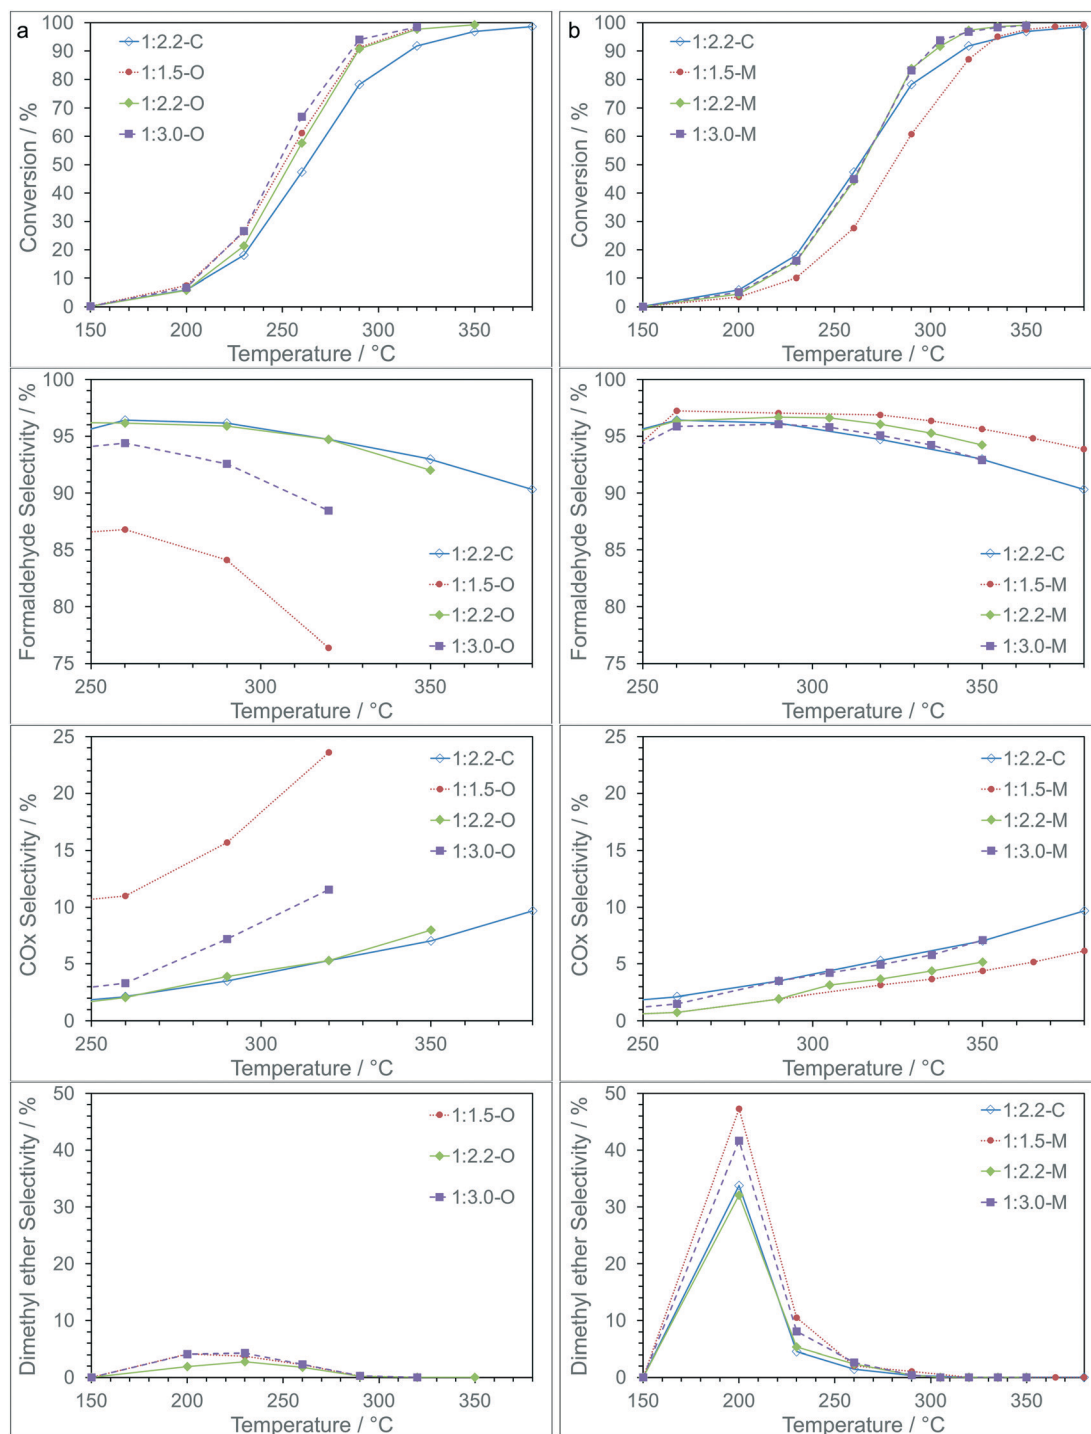 a
Conversion / %
100
90
80
70
60
50
40
30
20
10
0
1:2.2-C
1:1.5-O
1:2.2-O
1:3.0-O
150 200 250 300 350
Temperature / °C
b
Conversion / %
100
90
80
70
60
50
40
30
20
10
0
1:2.2-C
1:1.5-M
1:2.2-M
1:3.0-M
150 200 250 300 350
Temperature / °C
Formaldehyde Selectivity / %
100
95
90
85
80
75
1:2.2-C
1:1.5-O
1:2.2-O
1:3.0-O
250 300 350
Temperature / °C
Formaldehyde Selectivity / %
100
95
90
85
80
75
1:2.2-C
1:1.5-M
1:2.2-M
1:3.0-M
250 300 350
Temperature / °C
COx Selectivity / %
25
20
15
10
5
0
1:2.2-C
1:1.5-O
1:2.2-O
1:3.0-O
250 300 350
Temperature / °C
COx Selectivity / %
25
20
15
10
5
0
1:2.2-C
1:1.5-M
1:2.2-M
1:3.0-M
250 300 350
Temperature / °C
Dimethyl ether Selectivity / %
50
40
30
20
10
0
1:1.5-O
1:2.2-O
1:3.0-O
150 200 250 300 350
Temperature / °C
Dimethyl ether Selectivity / %
50
40
30
20
10
0
1:2.2-C
1:1.5-M
1:2.2-M
1:3.0-M
150 200 250 300 350
Temperature / °C